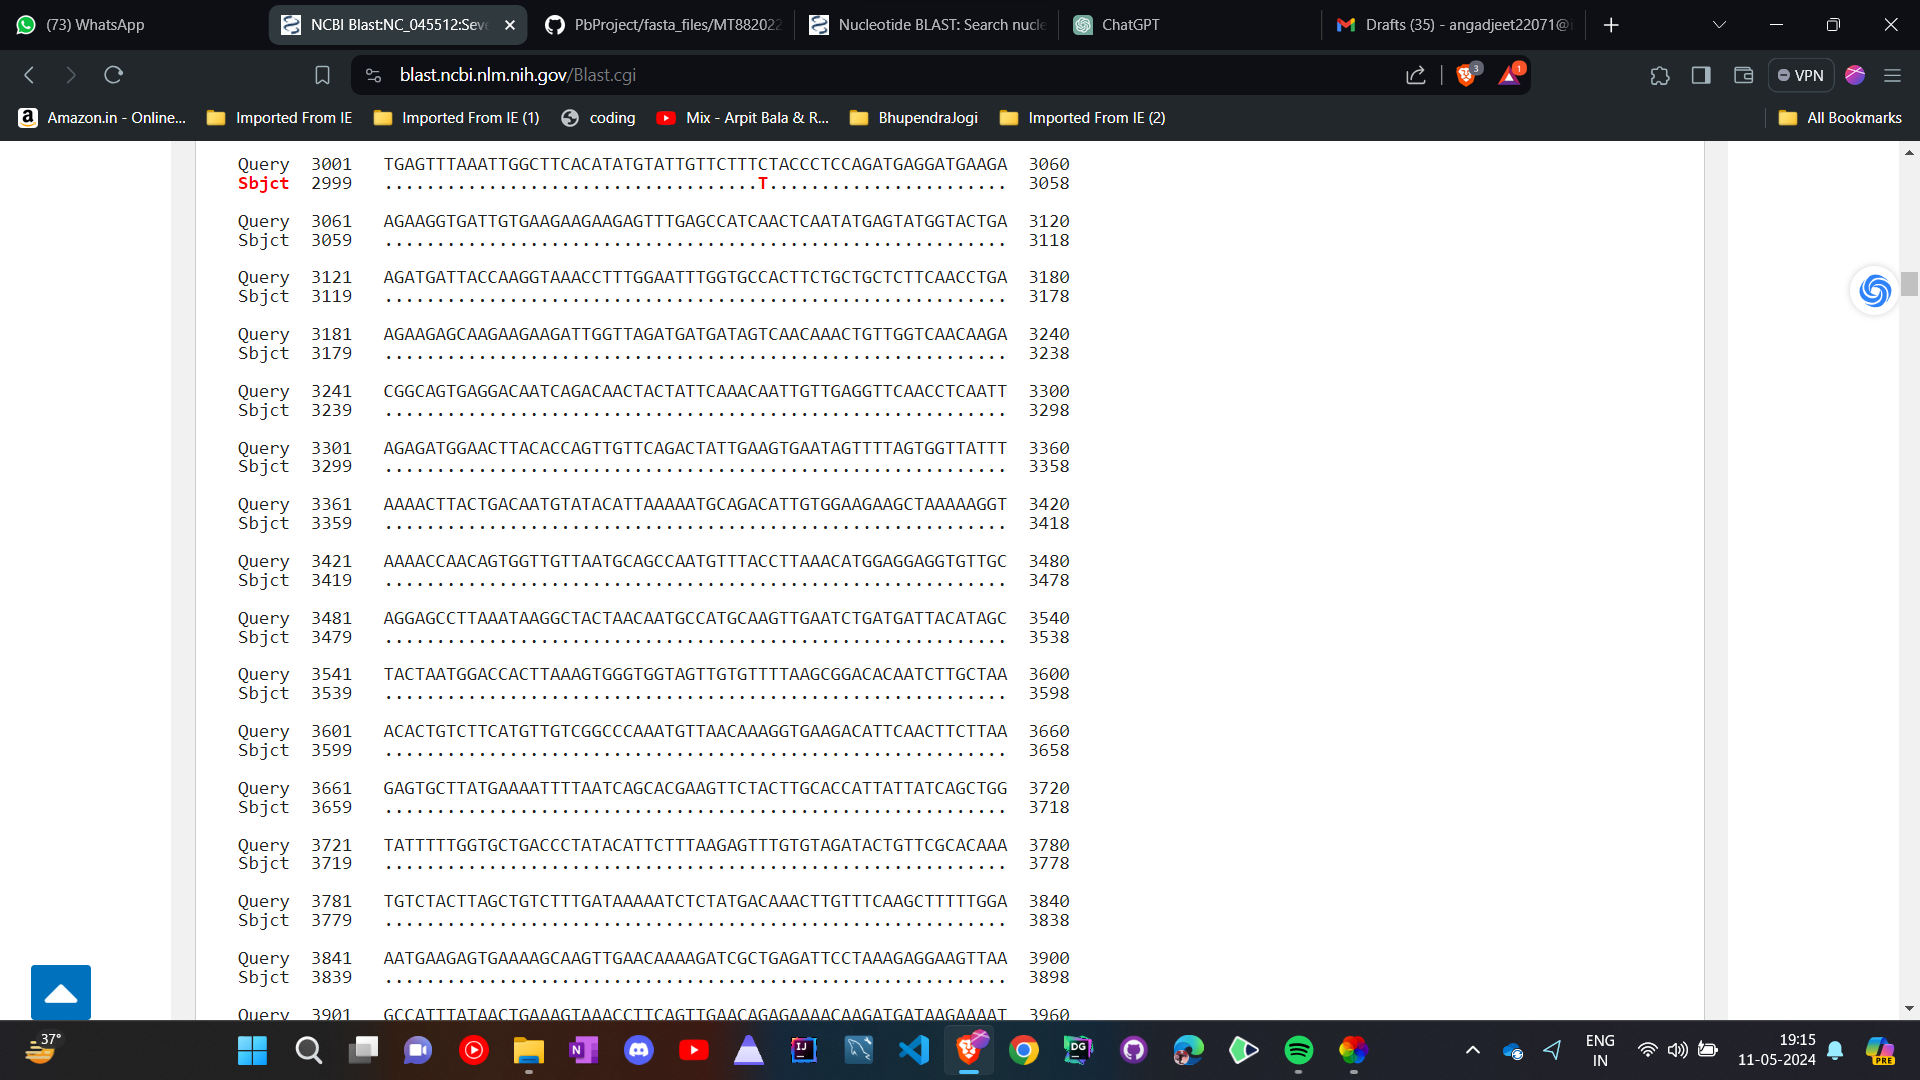 (73) WhatsApp
NCBI Blast:NC_045512:Seve
PbProject/fasta_files/MT882022
Nucleotide BLAST: Search nucle
ChatGPT
Drafts (35) - angadjeet22071@
blast.ncbi.nlm.nih.gov/Blast.cgi
3
1
VPN
Amazon.in - Online...
Imported From IE
Imported From IE (1)
coding
Mix - Arpit Bala & R...
BhupendraJogi
Imported From IE (2)
All Bookmarks
Query 3001 TGAGTTTAAATTGGCTTCACATATGTATTGTTCTTTCTACCCTCCAGATGAGGATGAAGA 3060
Sbjct 2999 ....................................T....................... 3058
Query 3061 AGAAGGTGATTGTGAAGAAGAAGAGTTTGAGCCATCAACTCAATATGAGTATGGTACTGA 3120
Sbjct 3059 ............................................................ 3118
Query 3121 AGATGATTACCAAGGTAAACCTTTGGAATTTGGTGCCACTTCTGCTGCTCTTCAACCTGA 3180
Sbjct 3119 ............................................................ 3178
Query 3181 AGAAGAGCAAGAAGAAGATTGGTTAGATGATGATAGTCAACAAACTGTTGGTCAACAAGA 3240
Sbjct 3179 ............................................................ 3238
Query 3241 CGGCAGTGAGGACAATCAGACAACTACTATTCAAACAATTGTTGAGGTTCAACCTCAATT 3300
Sbjct 3239 ............................................................ 3298
Query 3301 AGAGATGGAACTTACACCAGTTGTTCAGACTATTGAAGTGAATAGTTTTAGTGGTTATTT 3360
Sbjct 3299 ............................................................ 3358
Query 3361 AAAACTTACTGACAATGTATACATTAAAAATGCAGACATTGTGGAAGAAGCTAAAAAGGT 3420
Sbjct 3359 ............................................................ 3418
Query 3421 AAAACCAACAGTGGTTGTTAATGCAGCCAATGTTTACCTTAAACATGGAGGAGGTGTTGC 3480
Sbjct 3419 ............................................................ 3478
Query 3481 AGGAGCCTTAAATAAGGCTACTAACAATGCCATGCAAGTTGAATCTGATGATTACATAGC 3540
Sbjct 3479 ............................................................ 3538
Query 3541 TACTAATGGACCACTTAAAGTGGGTGGTAGTTGTGTTTTAAGCGGACACAATCTTGCTAA 3600
Sbjct 3539 ............................................................ 3598
Query 3601 ACACTGTCTTCATGTTGTCGGCCCAAATGTTAACAAAGGTGAAGACATTCAACTTCTTAA 3660
Sbjct 3599 ............................................................ 3658
Query 3661 GAGTGCTTATGAAAATTTTAATCAGCACGAAGTTCTACTTGCACCATTATTATCAGCTGG 3720
Sbjct 3659 ............................................................ 3718
Query 3721 TATTTTTGGTGCTGACCCTATACATTCTTTAAGAGTTTGTGTAGATACTGTTCGCACAAA 3780
Sbjct 3719 ............................................................ 3778
Query 3781 TGTCTACTTAGCTGTCTTTGATAAAAATCTCTATGACAAACTTGTTTCAAGCTTTTTGGA 3840
Sbjct 3779 ............................................................ 3838
Query 3841 AATGAAGAGTGAAAAGCAAGTTGAACAAAAGATCGCTGAGATTCCTAAAGAGGAAGTTAA 3900
Sbjct 3839 ............................................................ 3898
Query 3901 GCCATTTATAACTGAAAGTAAACCTTCAGTTGAACAGAGAAAACAAGATGATAAGAAAAT 3960
37°
ENG
IN
19:15
11-05-2024
PRE